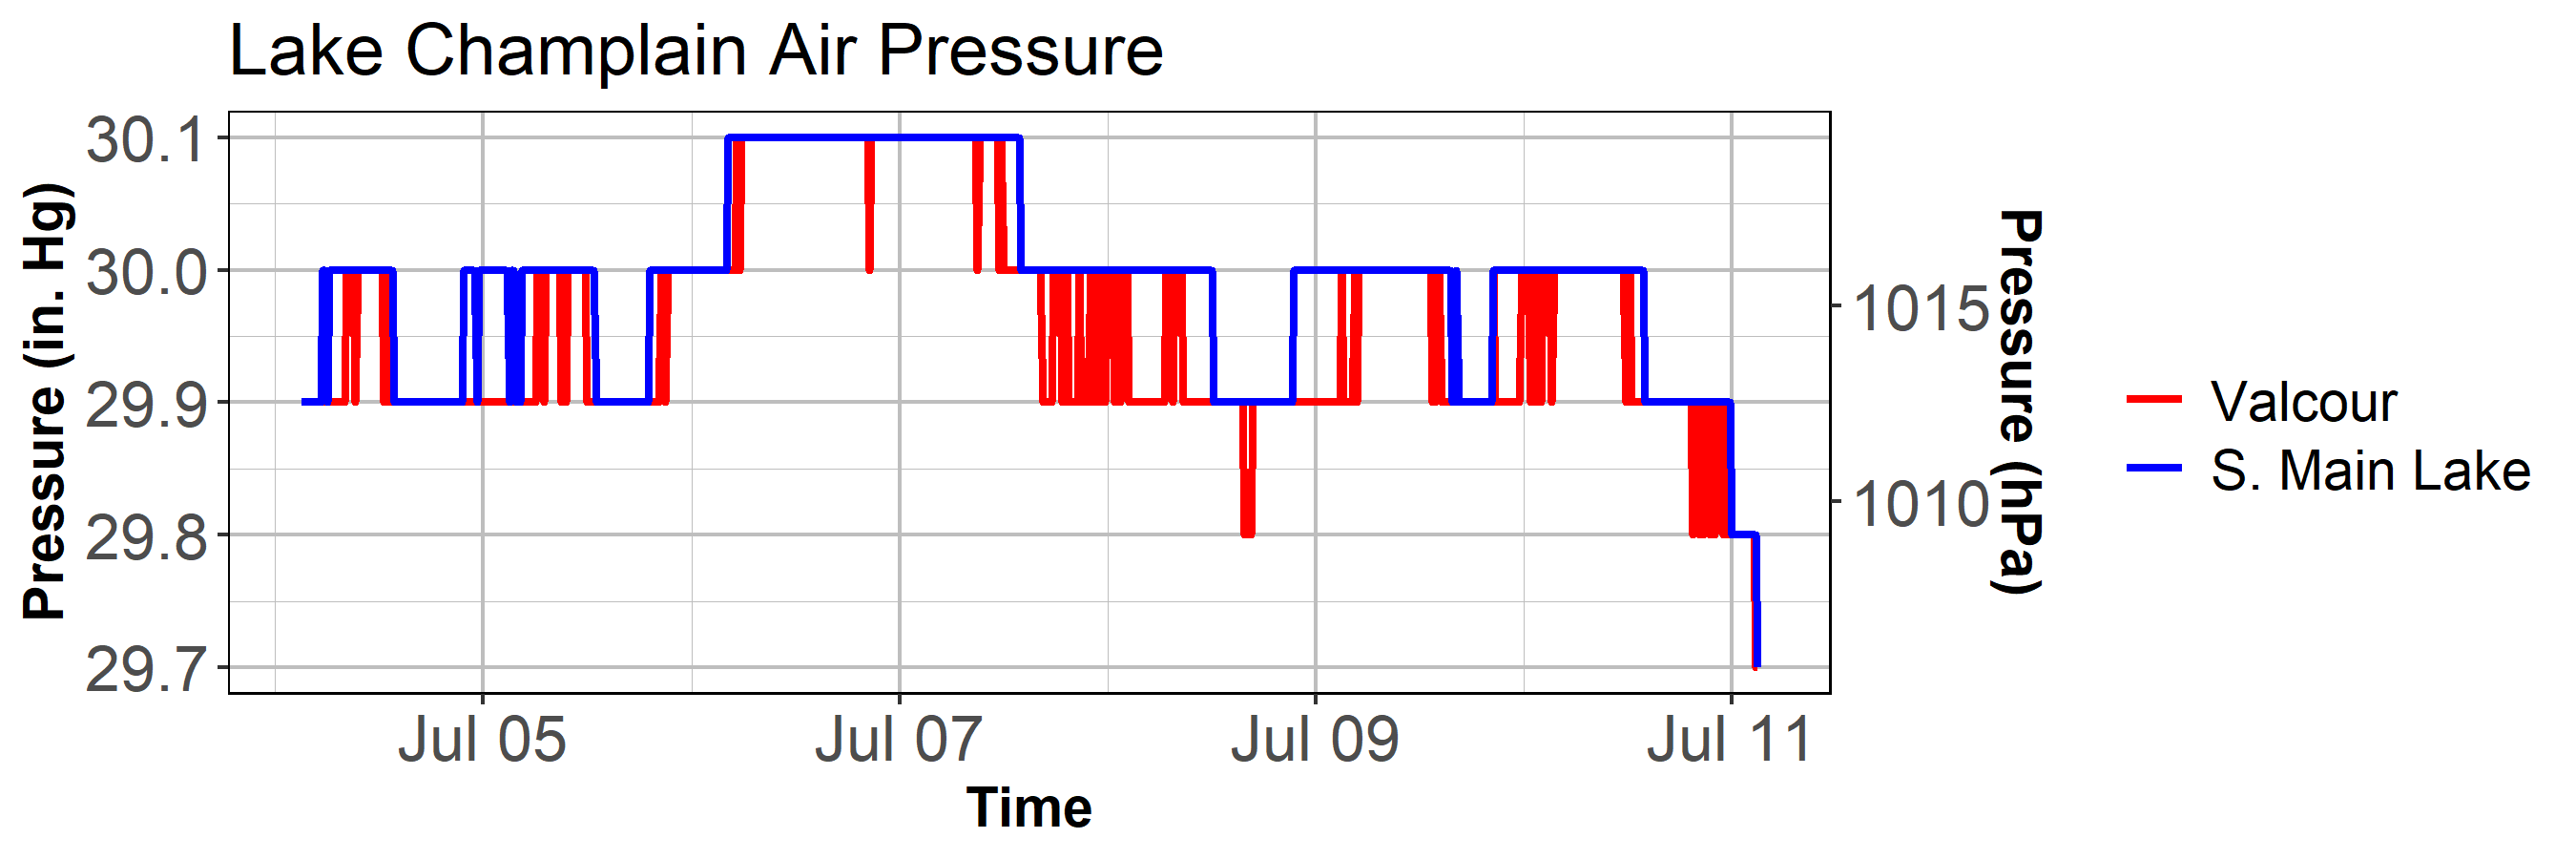 Lake Champlain Air Pressure
Pressure (in. Hg)
30.1
30.0
29.9
29.8
29.7
Jul 05
Jul 07
Jul 09
Jul 11
Time
1015
1010
Pressure (hPa)
Valcour
S. Main Lake